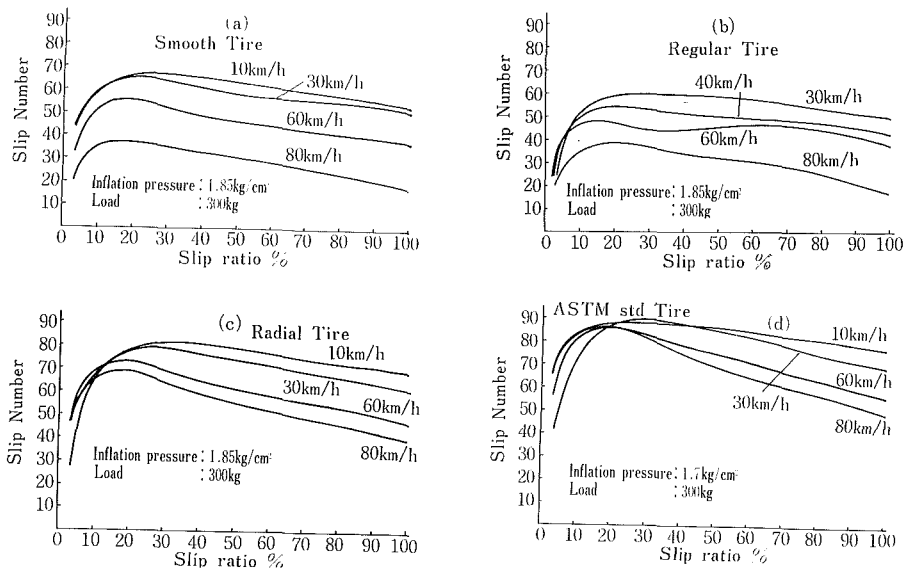 (a)
Smooth Tire
Slip Number
90
80
70
60
50
40
30
20
10
10km/h
30km/h
60km/h
80km/h
Inflation pressure : 1.85kg/cm²
Load : 300kg
0 10 20 30 40 50 60 70 80 90 100
Slip ratio %
(b)
Regular Tire
Slip Number
90
80
70
60
50
40
30
20
10
40km/h
30km/h
60km/h
80km/h
Inflation pressure : 1.85kg/cm²
Load : 300kg
0 10 20 30 40 50 60 70 80 90 100
Slip ratio %
(c)
Radial Tire
Slip Number
90
80
70
60
50
40
30
20
10
10km/h
30km/h
60km/h
80km/h
Inflation pressure : 1.85kg/cm²
Load : 300kg
0 10 20 30 40 50 60 70 80 90 100
Slip ratio %
ASTM std Tire
(d)
Slip Number
90
80
70
60
50
40
30
20
10
10km/h
60km/h
30km/h
80km/h
Inflation pressure : 1.7kg/cm²
Load : 300kg
0 10 20 30 40 50 60 70 80 90 100
Slip ratio %